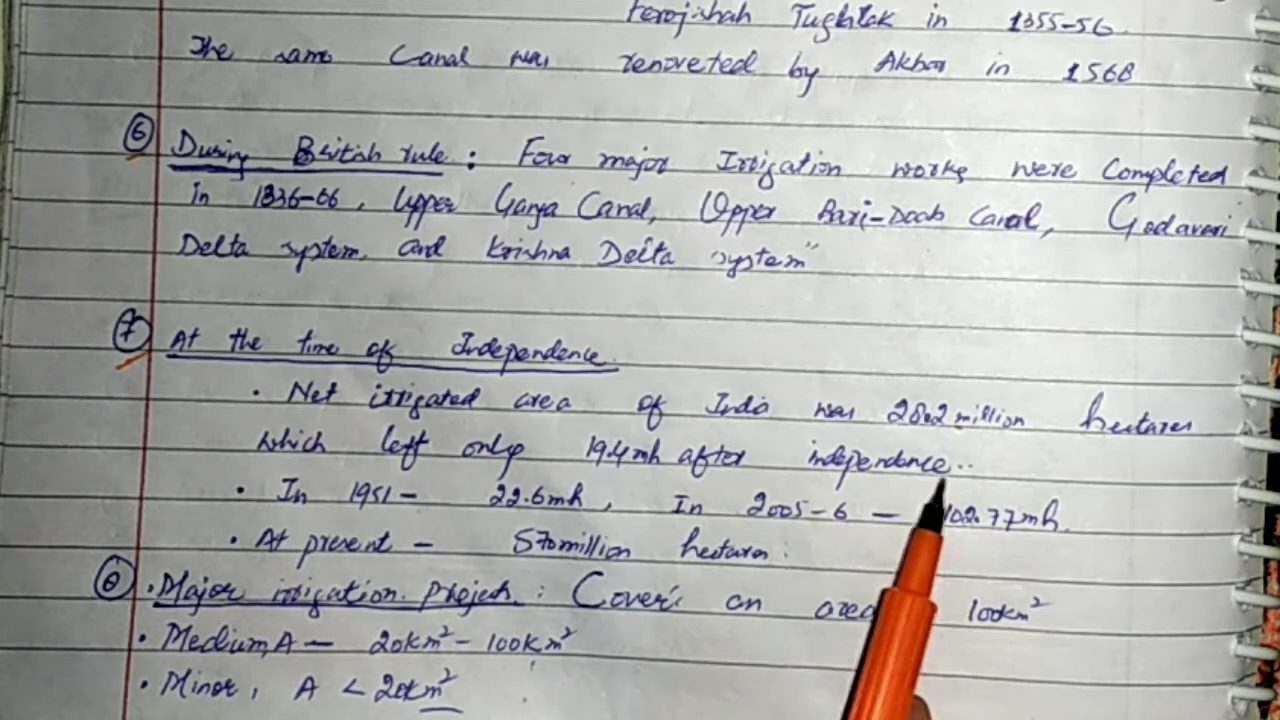 Ferojshah Tughlak in 1355-56
The same Canal was renoveted by Akbar in 1568
⑥ During British rule : Four major Irrigation works were Completed
in 1836-66, Upper Ganga Canal, Upper Bari-Doab Canal, Godavari
Delta system, and Krishna Delta system"
⑦ At the time of Independence.
• Net irrigated area of India was 28.2 million hectares
which left only 19.4mh after independence..
• In 1951 - 22.6mh, In 2005-6 — 102.77mh.
• At present - 570million hectares.
⑧ • Major irrigation Project : Cover's an area 100km²
• Medium, A — 20km² - 100km²
• Minor, A < 20km²